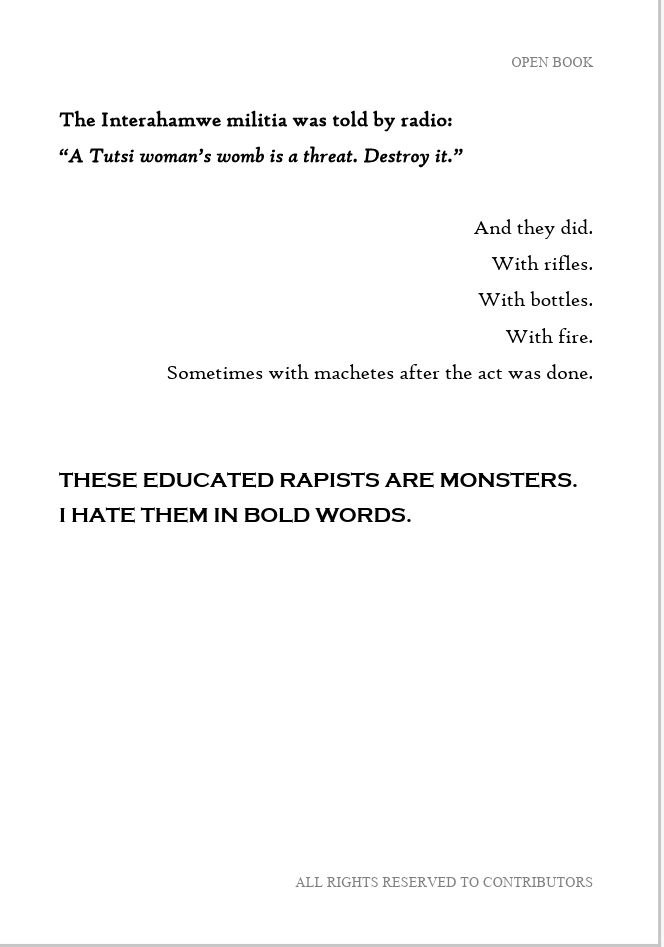 OPEN BOOK
The Interahamwe militia was told by radio:
“A Tutsi woman’s womb is a threat. Destroy it.”
And they did.
With rifles.
With bottles.
With fire.
Sometimes with machetes after the act was done.
THESE EDUCATED RAPISTS ARE MONSTERS.
I HATE THEM IN BOLD WORDS.
ALL RIGHTS RESERVED TO CONTRIBUTORS